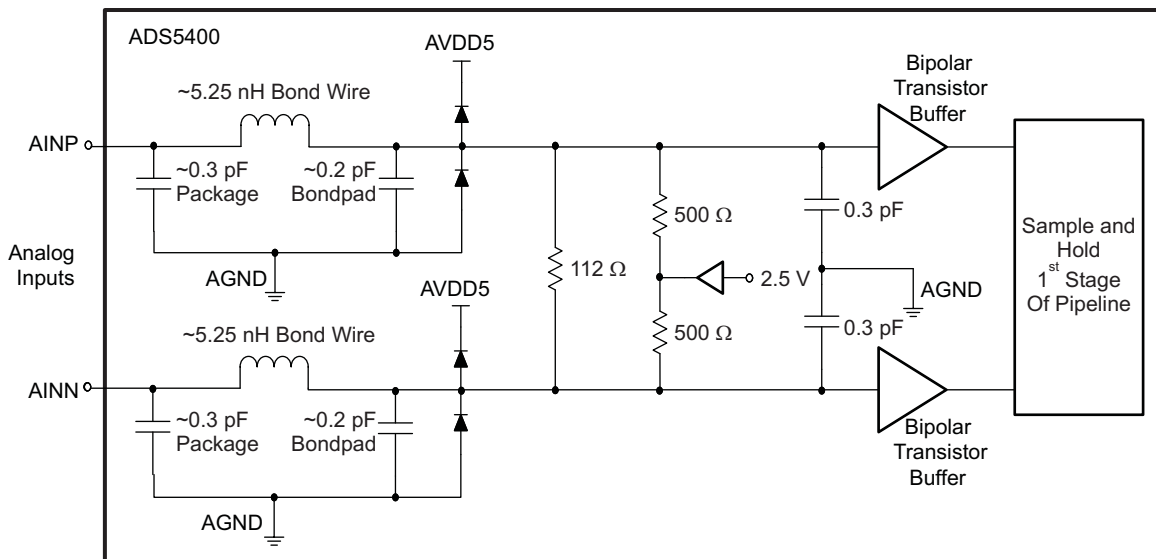 ADS5400
AVDD5
~5.25 nH Bond Wire
Bipolar
Transistor
Buffer
AINP
~0.3 pF
Package
~0.2 pF
Bondpad
500 Ω
0.3 pF
Analog
Inputs
AGND
112 Ω
2.5 V
AGND
Sample and
Hold
1st Stage
Of Pipeline
AVDD5
~5.25 nH Bond Wire
500 Ω
0.3 pF
AINN
~0.3 pF
Package
~0.2 pF
Bondpad
Bipolar
Transistor
Buffer
AGND